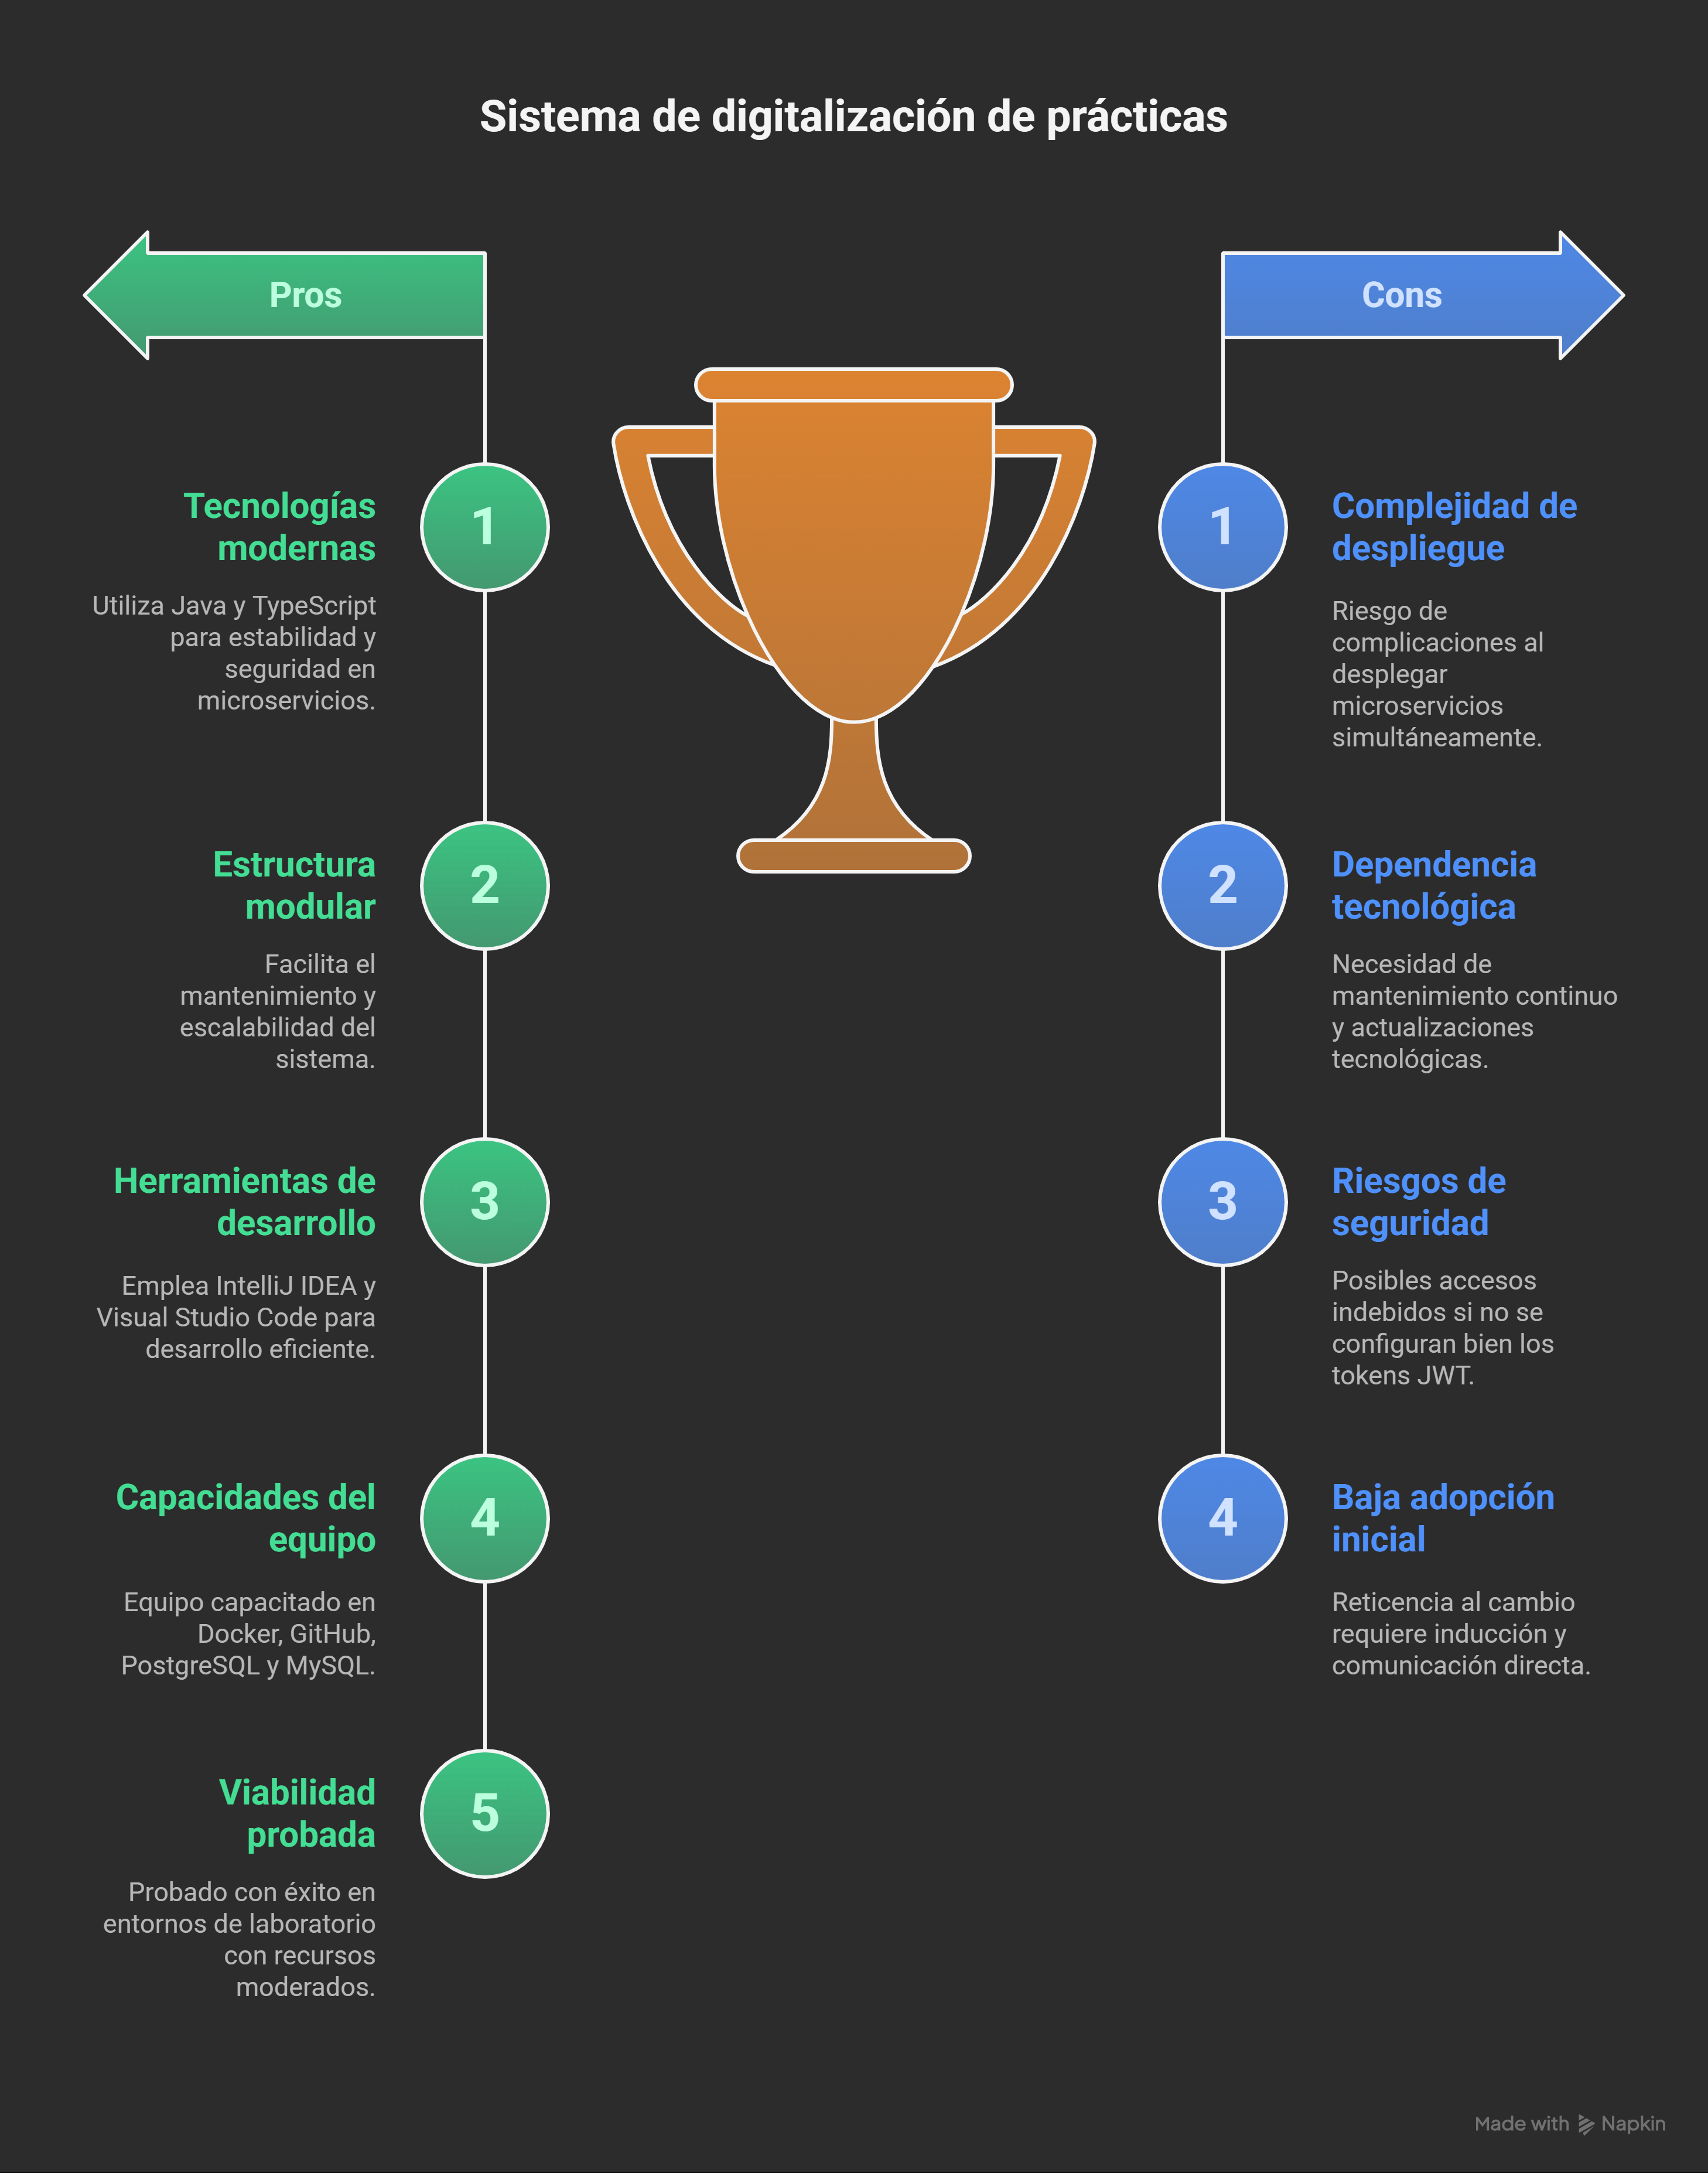 Sistema de digitalización de prácticas
Pros
1
Tecnologías
modernas
Utiliza Java y TypeScript
para estabilidad y
seguridad en
microservicios.
2
Estructura
modular
Facilita el
mantenimiento y
escalabilidad del
sistema.
3
Herramientas de
desarrollo
Emplea IntelliJ IDEA y
Visual Studio Code para
desarrollo eficiente.
4
Capacidades del
equipo
Equipo capacitado en
Docker, GitHub,
PostgreSQL y MySQL.
5
Viabilidad
probada
Probado con éxito en
entornos de laboratorio
con recursos
moderados.
Cons
1
Complejidad de
despliegue
Riesgo de
complicaciones al
desplegar
microservicios
simultáneamente.
2
Dependencia
tecnológica
Necesidad de
mantenimiento continuo
y actualizaciones
tecnológicas.
3
Riesgos de
seguridad
Posibles accesos
indebidos si no se
configuran bien los
tokens JWT.
4
Baja adopción
inicial
Reticencia al cambio
requiere inducción y
comunicación directa.
Made with Napkin